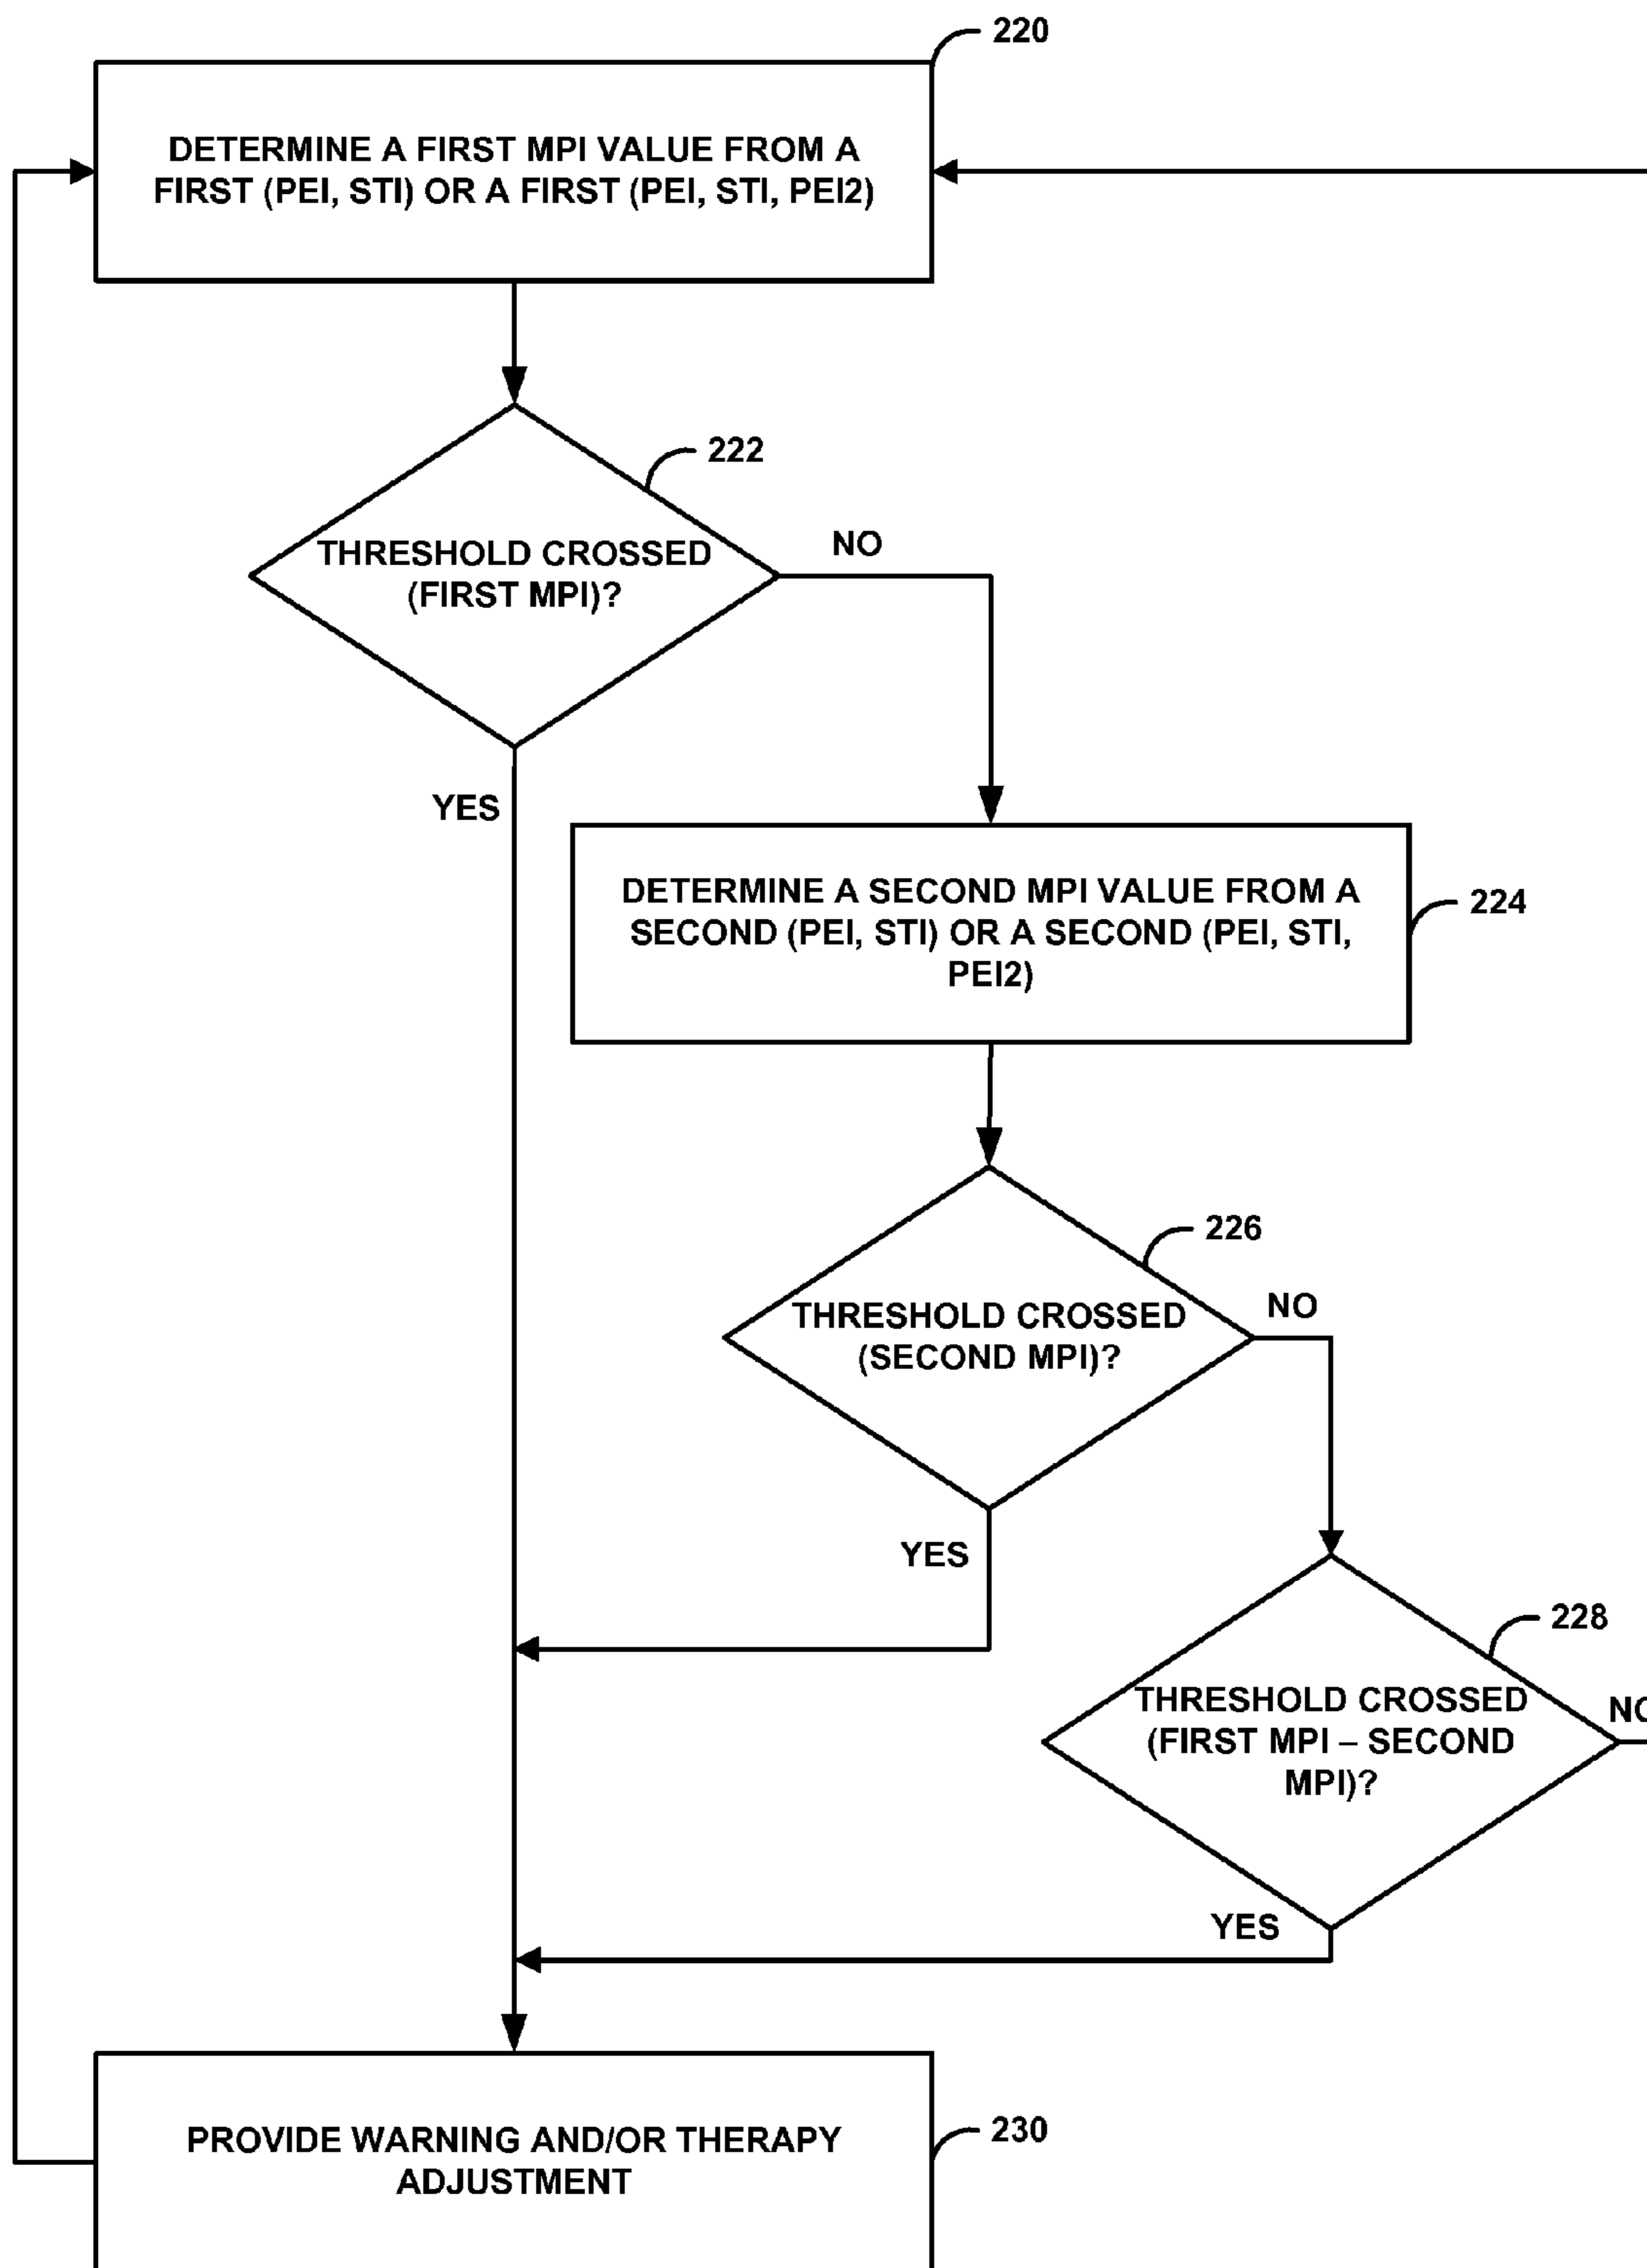 220
DETERMINE A FIRST MPI VALUE FROM A
FIRST (PEI, STI) OR A FIRST (PEI, STI, PEI2)
222
THRESHOLD CROSSED
(FIRST MPI)?
NO
YES
DETERMINE A SECOND MPI VALUE FROM A
SECOND (PEI, STI) OR A SECOND (PEI, STI,
PEI2)
224
226
THRESHOLD CROSSED
(SECOND MPI)?
NO
YES
228
THRESHOLD CROSSED
(FIRST MPI – SECOND
MPI)?
NO
YES
PROVIDE WARNING AND/OR THERAPY
ADJUSTMENT
230